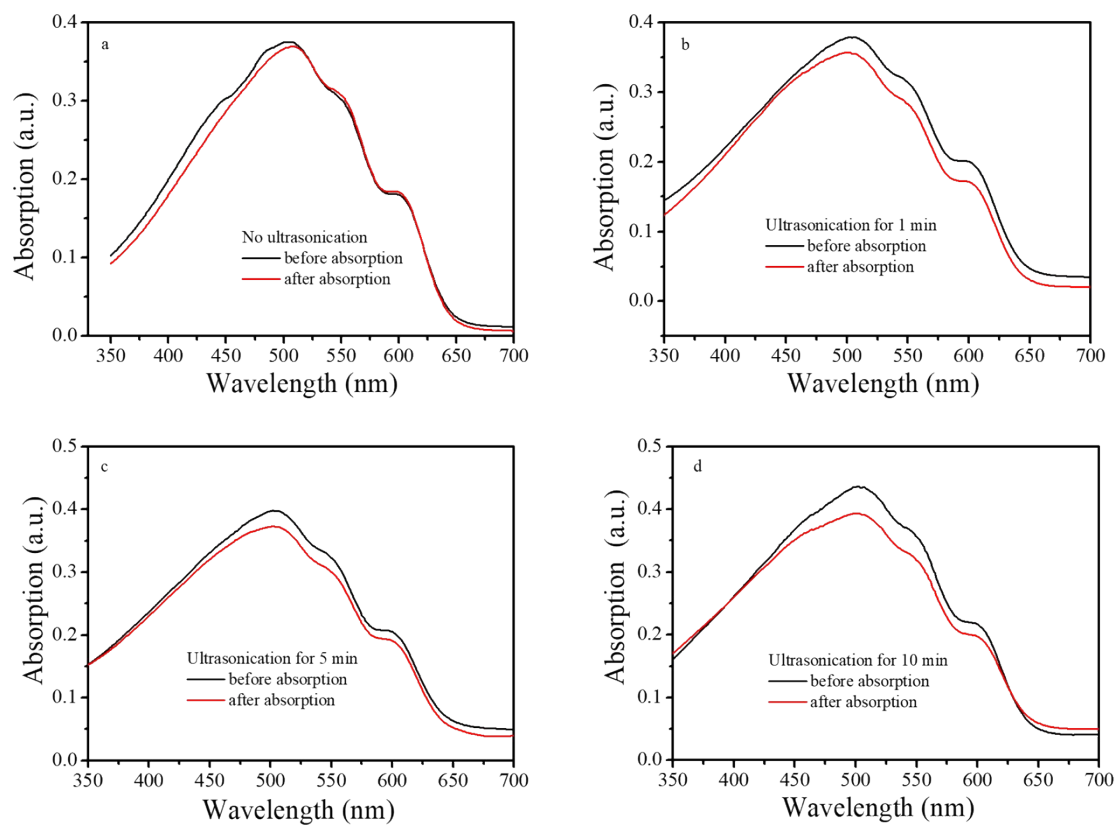 a
0.4
0.3
0.2
0.1
0.0
Absorption (a.u.)
No ultrasonication
before absorption
after absorption
350 400 450 500 550 600 650 700
Wavelength (nm)
b
0.4
0.3
0.2
0.1
0.0
Absorption (a.u.)
Ultrasonication for 1 min
before absorption
after absorption
350 400 450 500 550 600 650 700
Wavelength (nm)
c
0.5
0.4
0.3
0.2
0.1
0.0
Absorption (a.u.)
Ultrasonication for 5 min
before absorption
after absorption
350 400 450 500 550 600 650 700
Wavelength (nm)
d
0.5
0.4
0.3
0.2
0.1
0.0
Absorption (a.u.)
Ultrasonication for 10 min
before absorption
after absorption
350 400 450 500 550 600 650 700
Wavelength (nm)